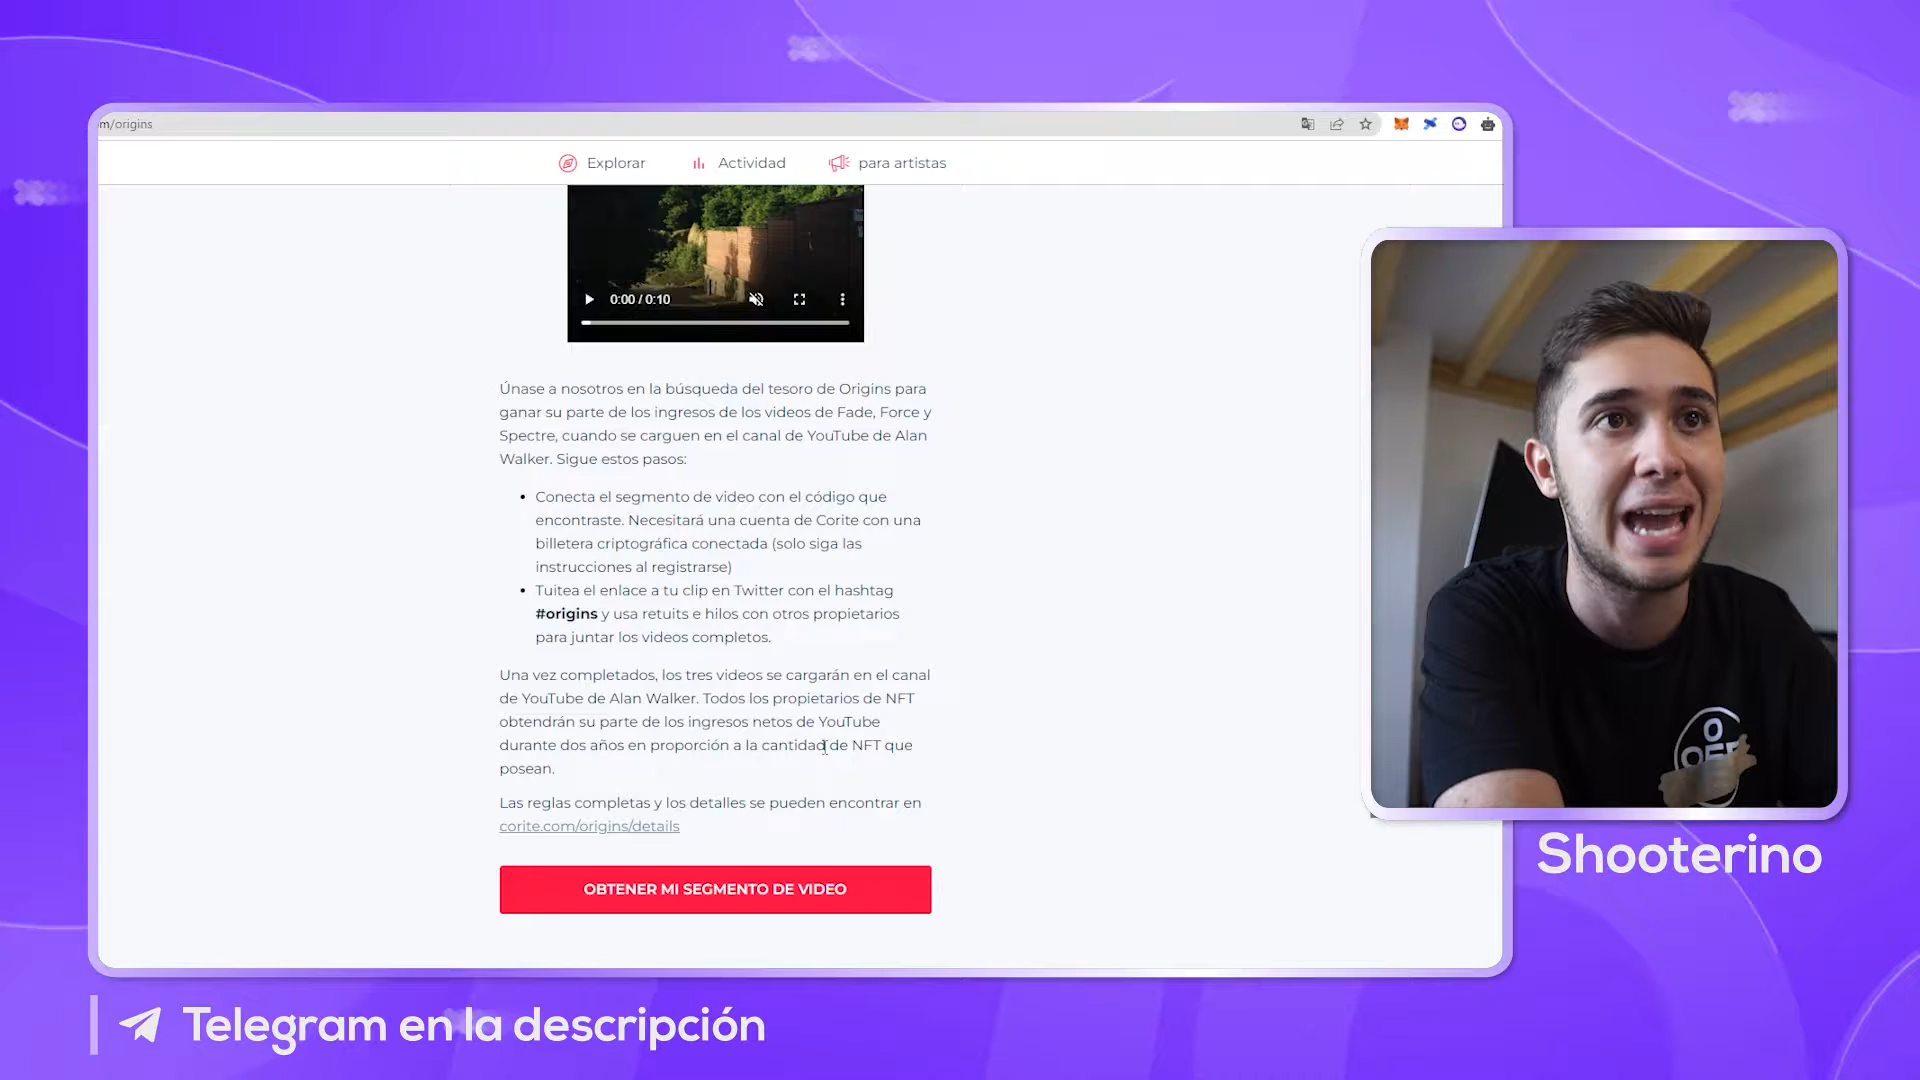 m/origins
Explorar
Actividad
para artistas
0:00 / 0:10
Únase a nosotros en la búsqueda del tesoro de Origins para
ganar su parte de los ingresos de los videos de Fade, Force y
Spectre, cuando se carguen en el canal de YouTube de Alan
Walker. Sigue estos pasos:
• Conecta el segmento de video con el código que
encontraste. Necesitará una cuenta de Corite con una
billetera criptográfica conectada (solo siga las
instrucciones al registrarse)
• Tuitea el enlace a tu clip en Twitter con el hashtag
#origins y usa retuits e hilos con otros propietarios
para juntar los videos completos.
Una vez completados, los tres videos se cargarán en el canal
de YouTube de Alan Walker. Todos los propietarios de NFT
obtendrán su parte de los ingresos netos de YouTube
durante dos años en proporción a la cantidad de NFT que
posean.
Las reglas completas y los detalles se pueden encontrar en
corite.com/origins/details
OBTENER MI SEGMENTO DE VIDEO
Shooterino
Telegram en la descripción